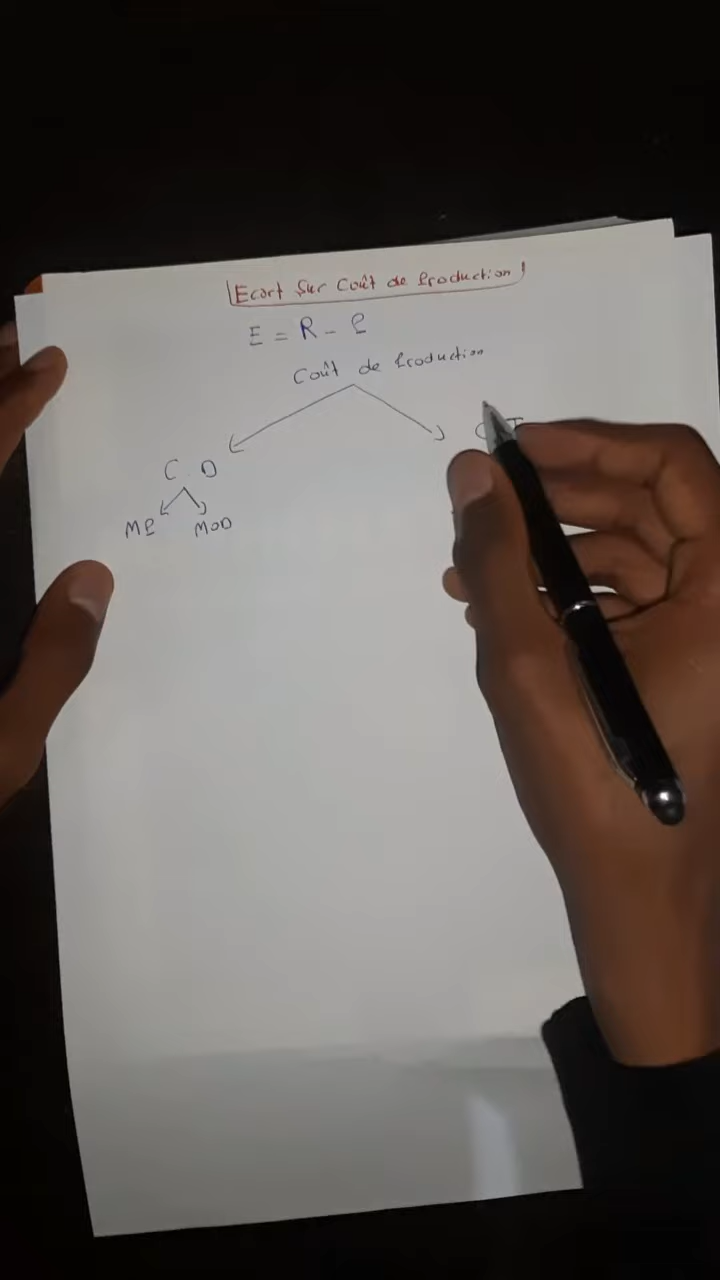 Ecart Sur Coût de Production
E = R - P
Coût de Production
C D
MP MOD